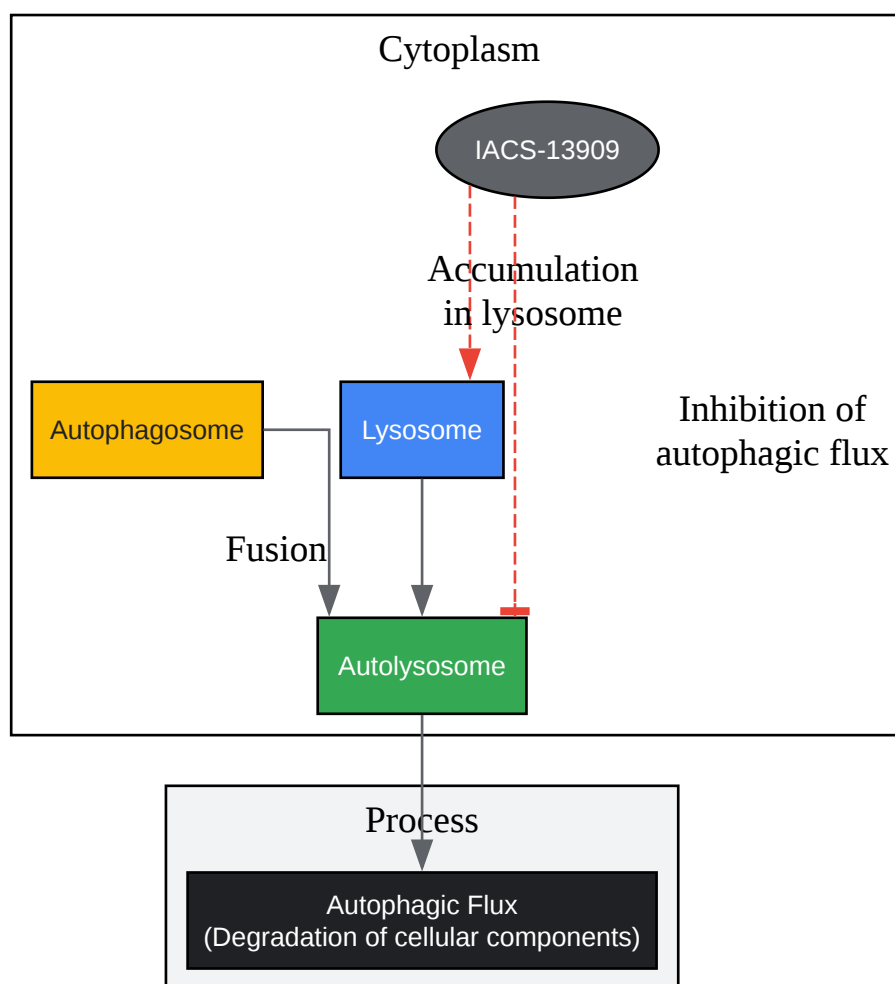 Cytoplasm
IACS-13909
Accumulation
in lysosome
Autophagosome
Lysosome
Inhibition of
autophagic flux
Fusion
Autolysosome
Process
Autophagic Flux
(Degradation of cellular components)